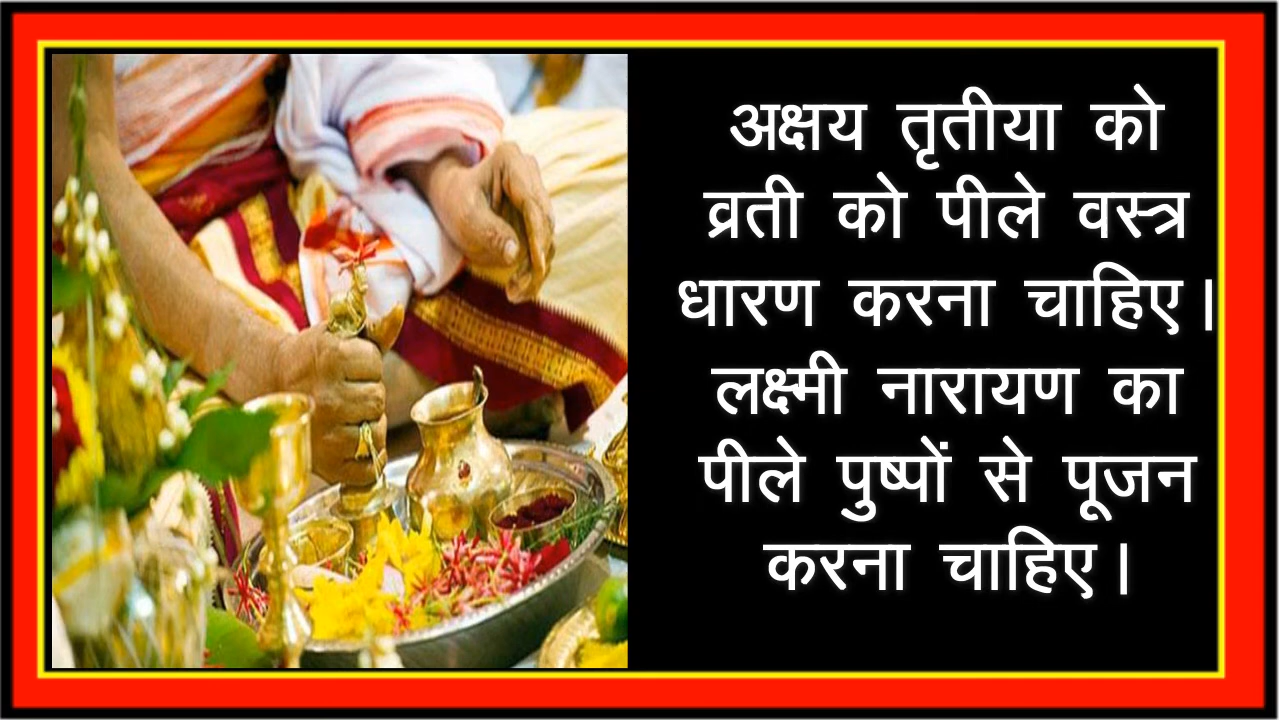 अक्षय तृतीया को
व्रती को पीले वस्त्र
धारण करना चाहिए।
लक्ष्मी नारायण का
पीले पुष्पों से पूजन
करना चाहिए।